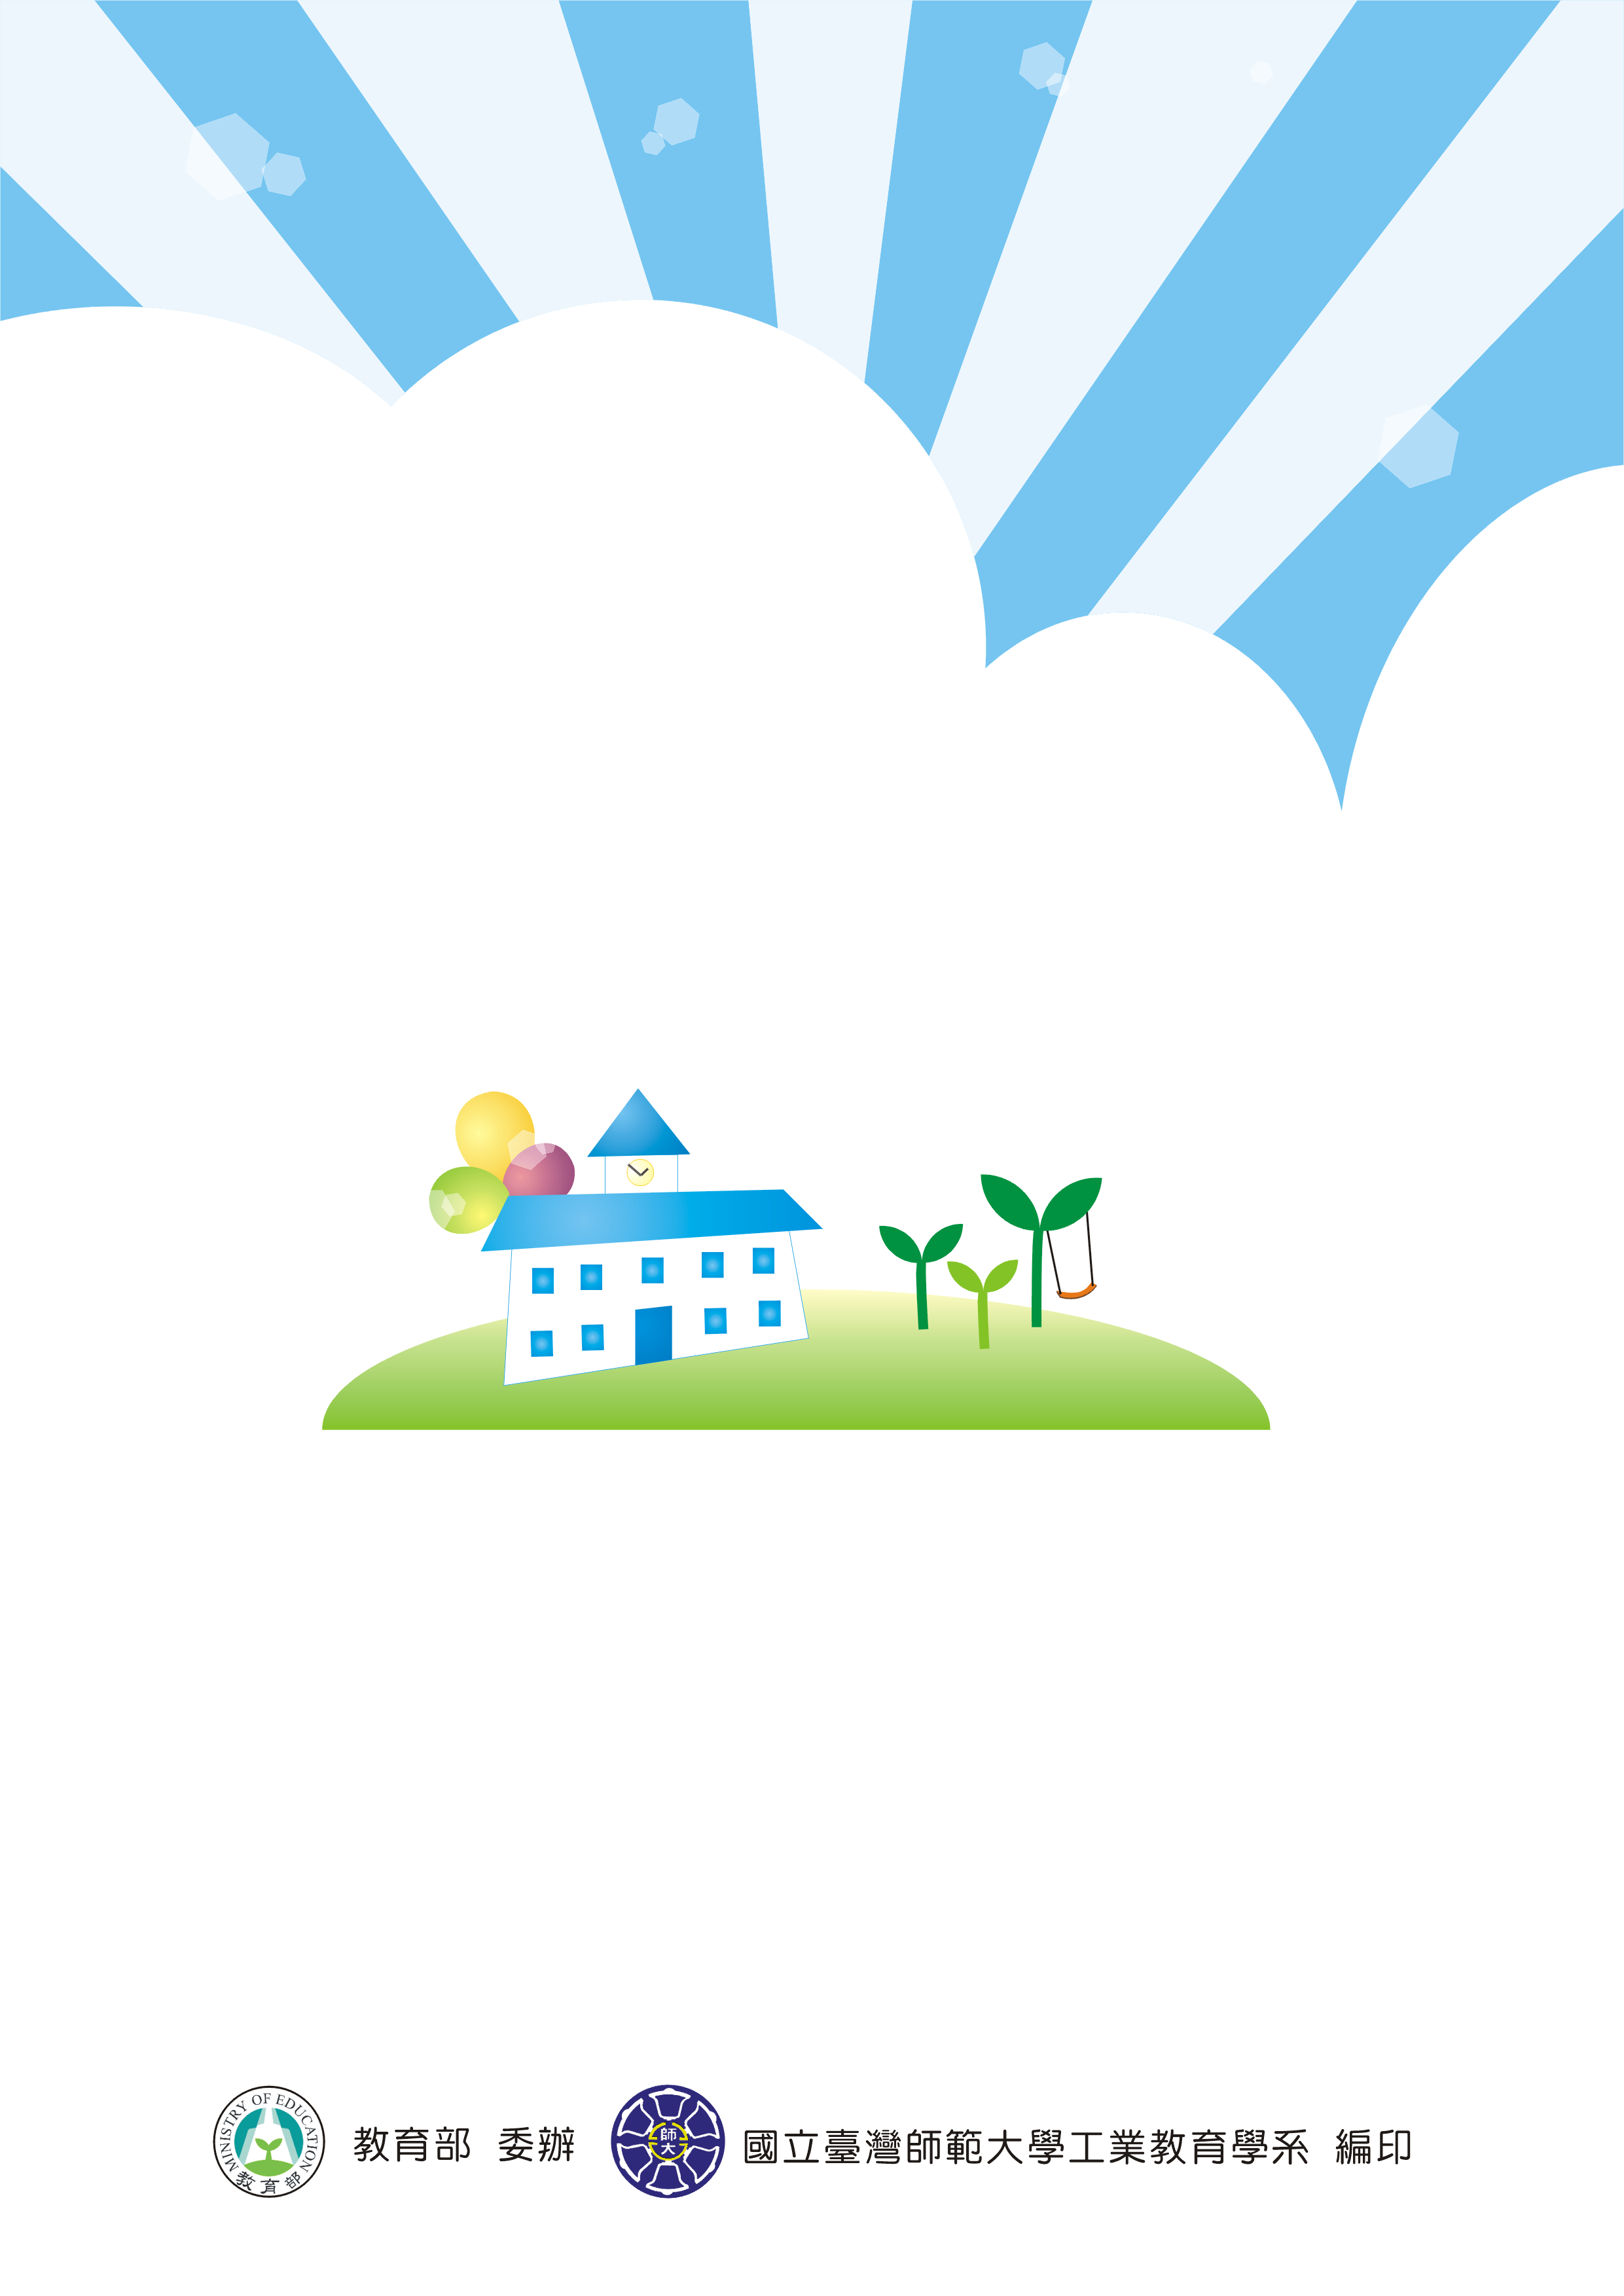 MINISTRY OF EDUCATION
教育部
教育部 委辦
師大
國立臺灣師範大學工業教育學系 編印